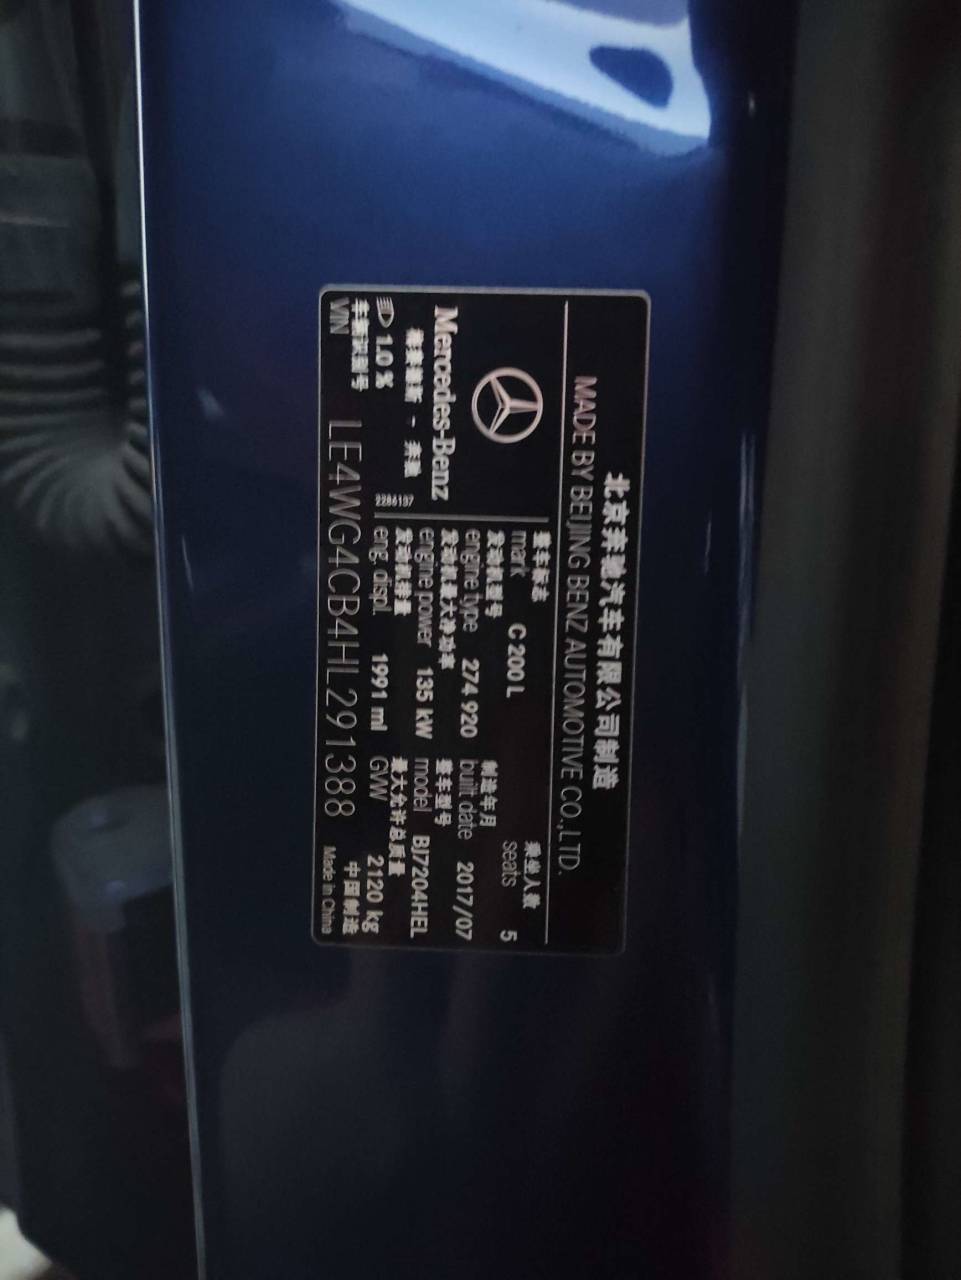 北京奔驰汽车有限公司制造
MADE BY BEIJING BENZ AUTOMOTIVE CO.,LTD.
Mercedes-Benz
梅赛德斯 - 奔驰
1.0 %
2286137
整车标志 乘坐人数
mark C 200 L seats 5
发动机型号 制造年月
engine type 274 920 built date 2017/07
发动机最大净功率 整车型号
engine power 135 kW model BJ7204HEL
发动机排量 最大允许总质量
eng. displ. 1991 ml GVW 2120 kg
车辆识别号 中国制造
VIN LE4WG4CB4HL291388 Made in China